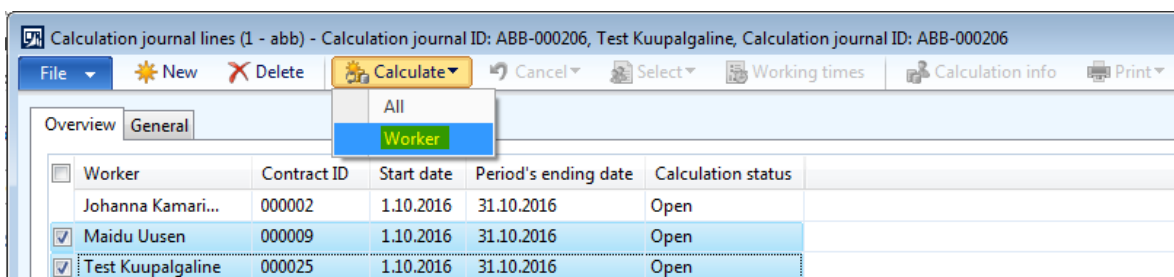 Calculation journal lines (1 - abb) - Calculation journal ID: ABB-000206, Test Kuupalgaline, Calculation journal ID: ABB-000206
File New Delete Calculate Cancel Select Working times Calculation info Print
All
Worker
Overview General
Worker Contract ID Start date Period's ending date Calculation status
Johanna Kamari... 000002 1.10.2016 31.10.2016 Open
Maidu Uusen 000009 1.10.2016 31.10.2016 Open
Test Kuupalgaline 000025 1.10.2016 31.10.2016 Open